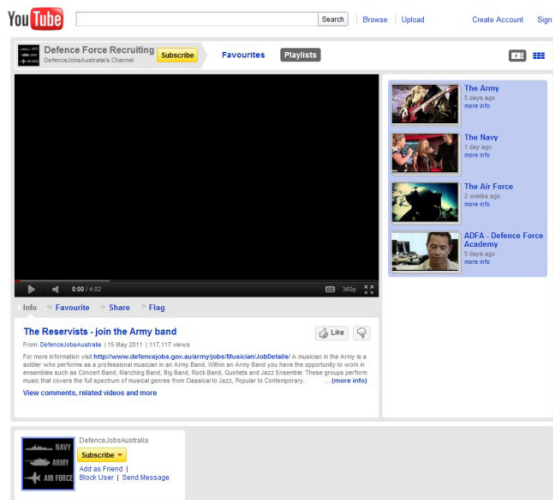 YouTube
Search
Browse
Upload
Create Account
Sign
Defence Force Recruiting
DefenceJobsAustralia's Channel
Subscribe
Favourites
Playlists
The Army
5 days ago
more info
The Navy
1 day ago
more info
The Air Force
2 weeks ago
more info
ADFA - Defence Force
Academy
5 days ago
more info
0:00 / 4:02
360p
Info
Favourite
Share
Flag
The Reservists - join the Army band
Like
From: DefenceJobsAustralia | 15 May 2011 | 117,117 views
For more information visit http://www.defencejobs.gov.au/army/jobs/Musician/JobDetails/ A musician in the Army is a
soldier who performs as a professional musician in an Army Band. Within an Army Band you have the opportunity to work in
ensembles such as Concert Band, Marching Band, Big Band, Rock Band, Quintets and Jazz Ensemble. These groups perform
music that covers the full spectrum of musical genres from Classical to Jazz, Popular to Contemporary. ... (more info)
View comments, related videos and more
DefenceJobsAustralia
Subscribe
NAVY
ARMY
AIR FORCE
Add as Friend |
Block User | Send Message